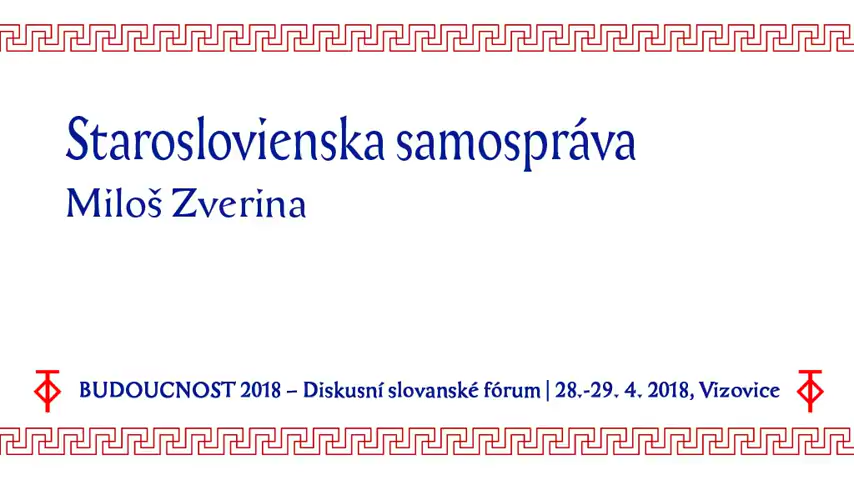 Staroslovienska samospráva
Miloš Zverina
BUDOUCNOST 2018 – Diskusní slovanské fórum | 28.-29. 4. 2018, Vizovice